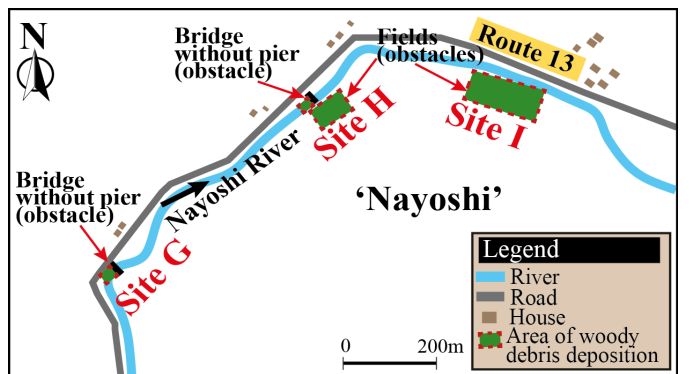 N
Bridge
without pier
(obstacle)
Fields
(obstacles)
Route 13
Site H
Site I
Bridge
without pier
(obstacle)
Nayoshi River
'Nayoshi'
Site G
Legend
River
Road
House
Area of woody
debris deposition
0 200m